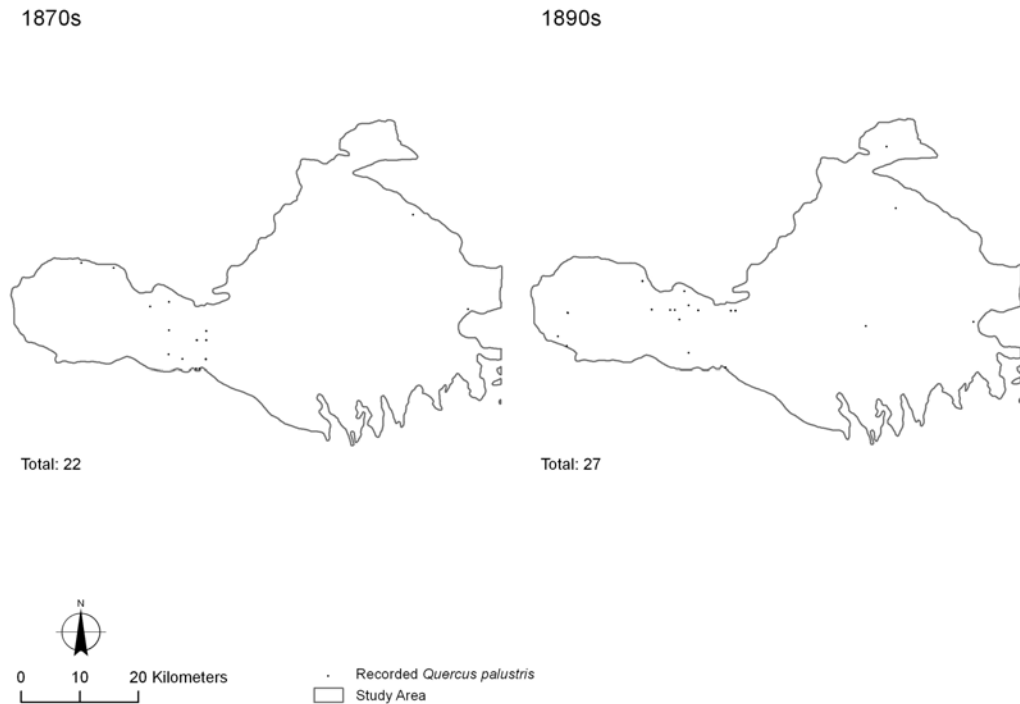 1870s
1890s
Total: 22
Total: 27
N
0 10 20 Kilometers
Recorded Quercus palustris
Study Area